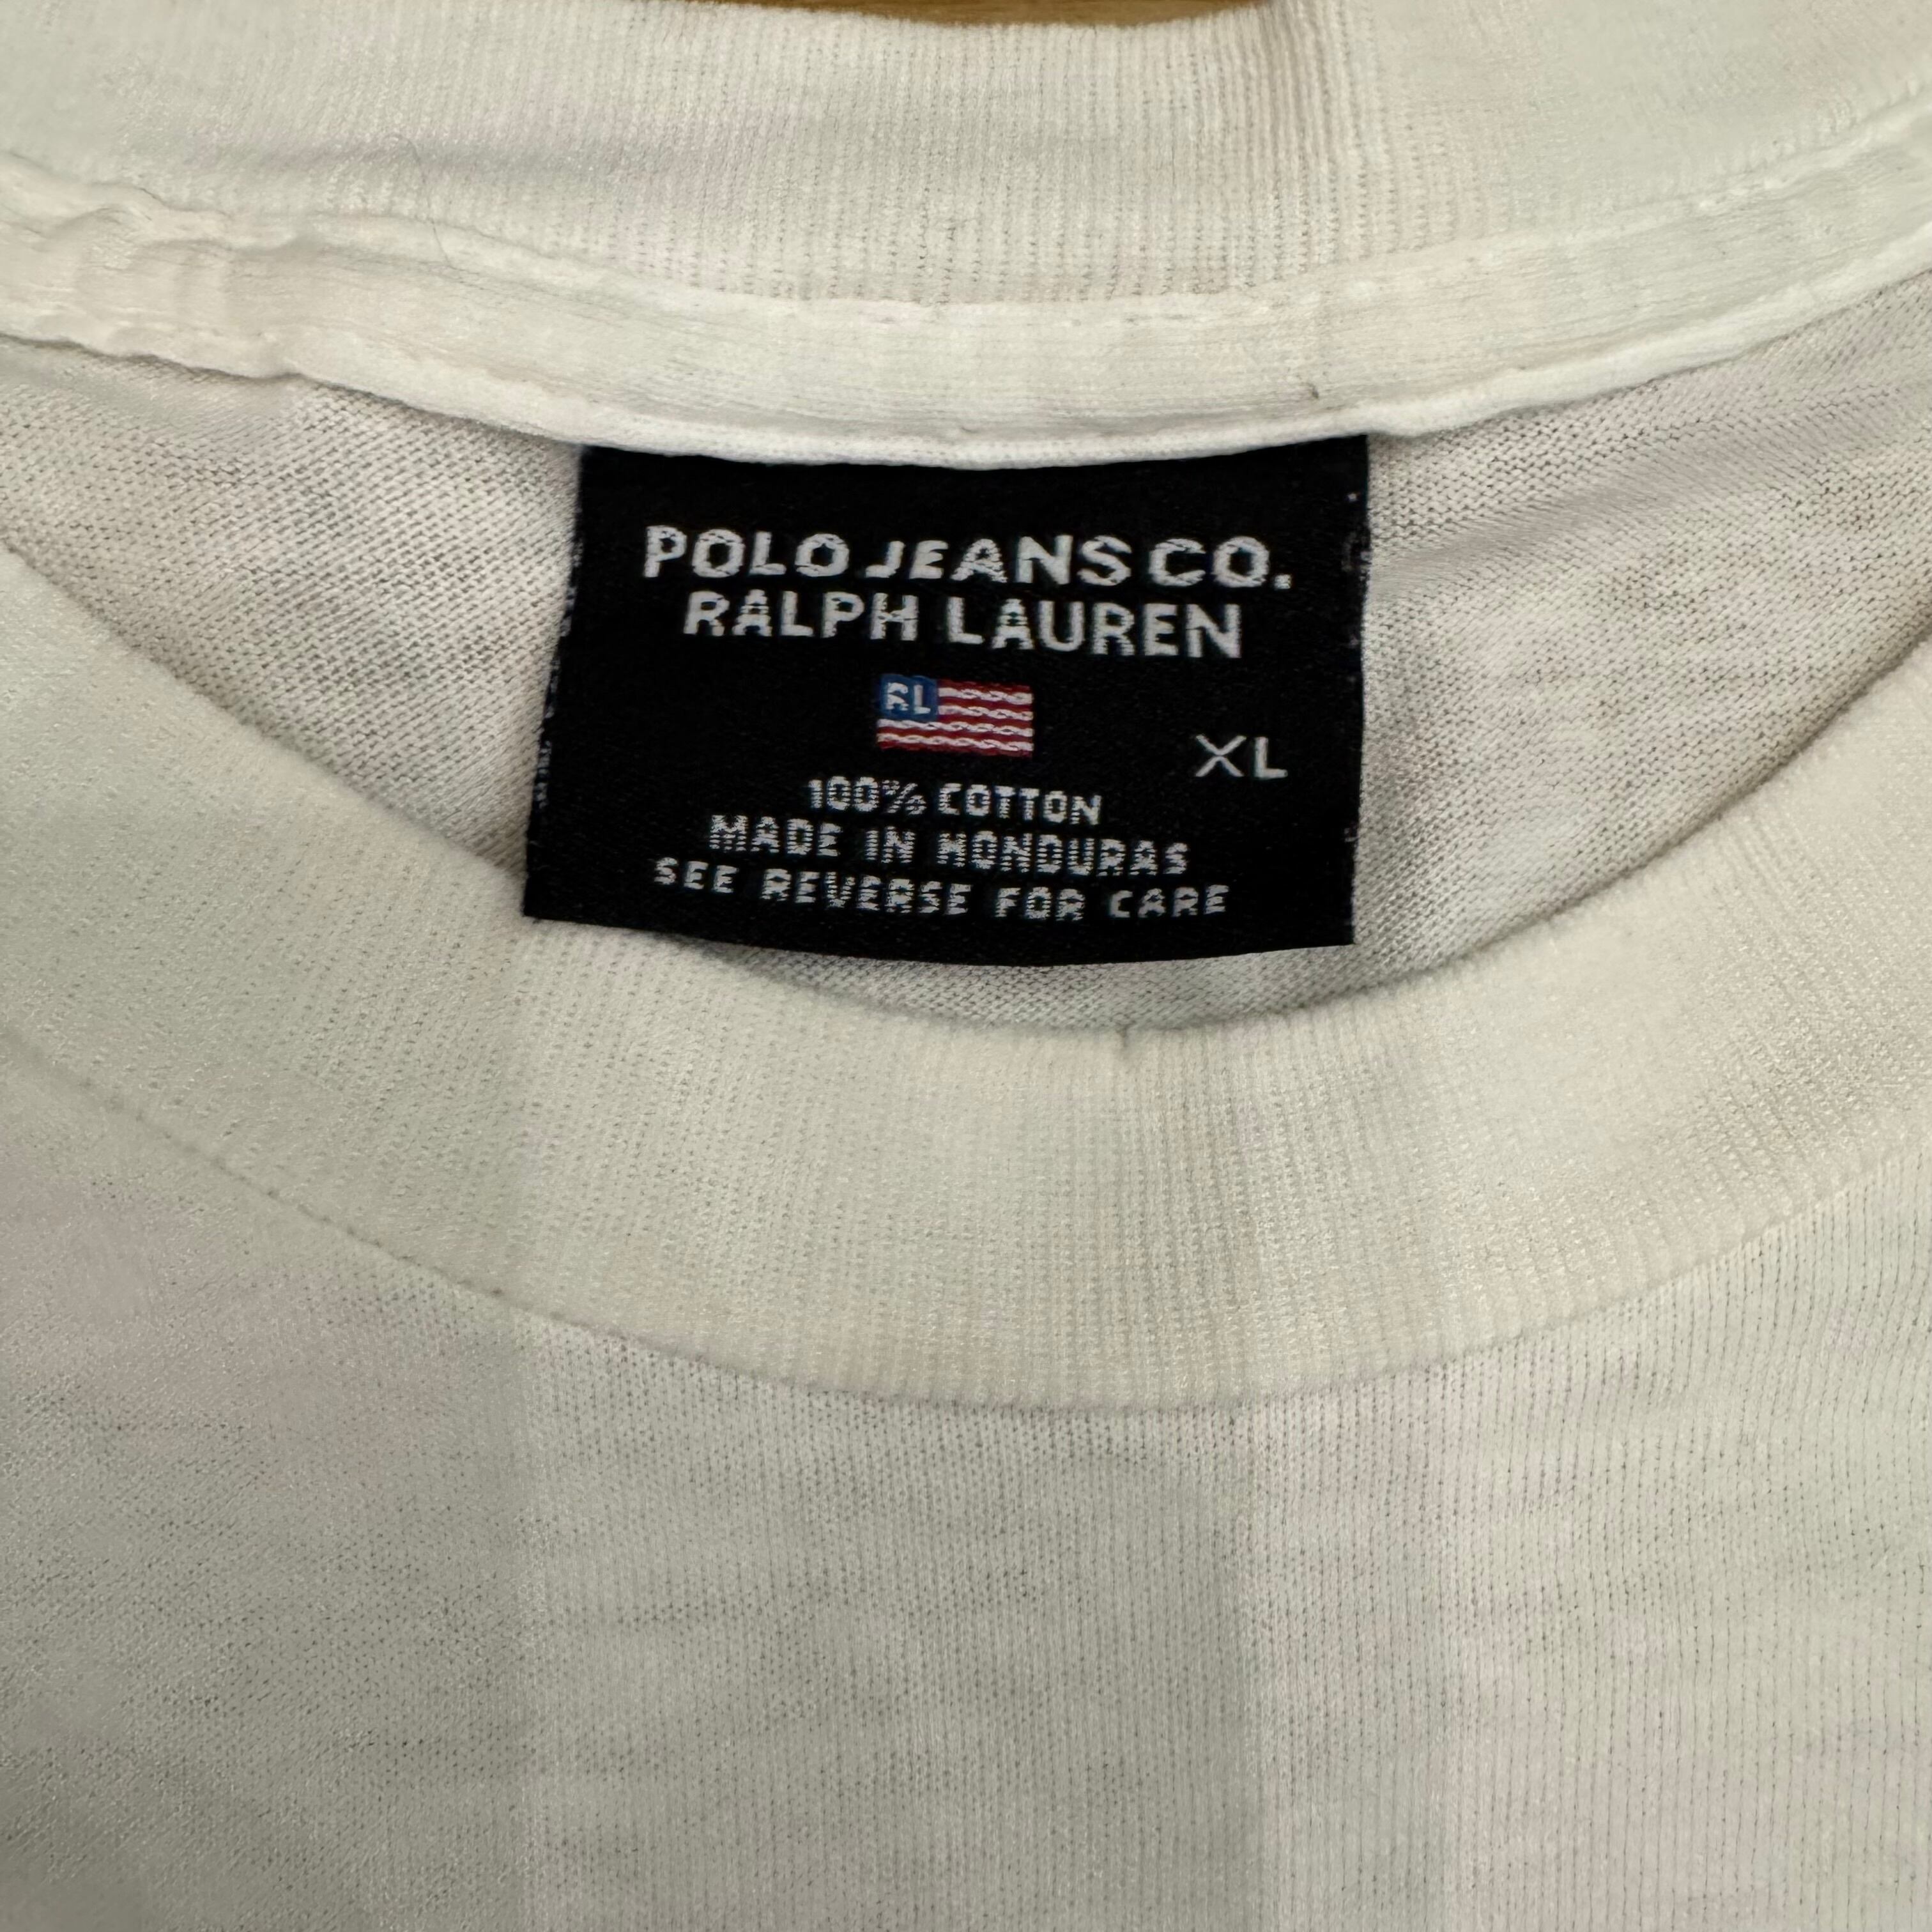 POLO JEANS CO.
RALPH LAUREN
RL
XL
100% COTTON
MADE IN HONDURAS
SEE REVERSE FOR CARE